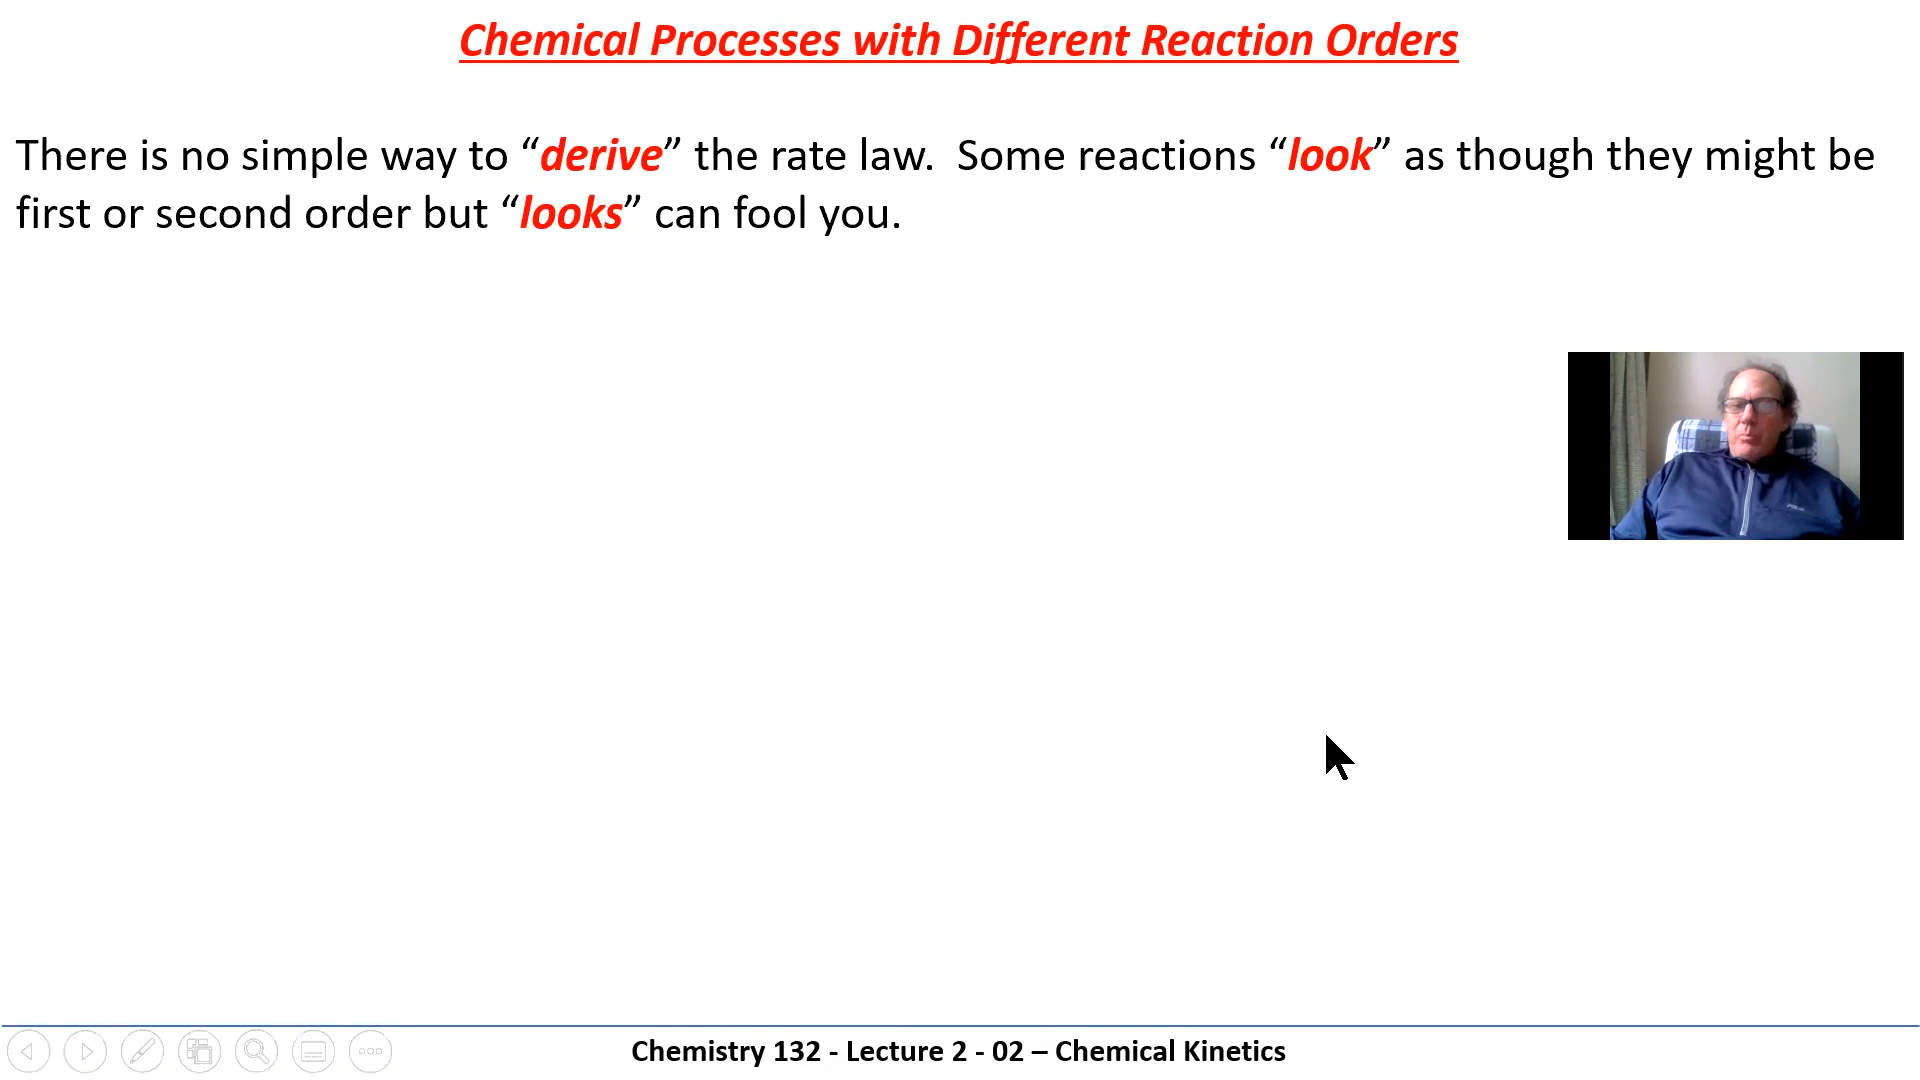 Chemical Processes with Different Reaction Orders
There is no simple way to “derive” the rate law.  Some reactions “look” as though they might be
first or second order but “looks” can fool you.
Chemistry 132 - Lecture 2 - 02 – Chemical Kinetics